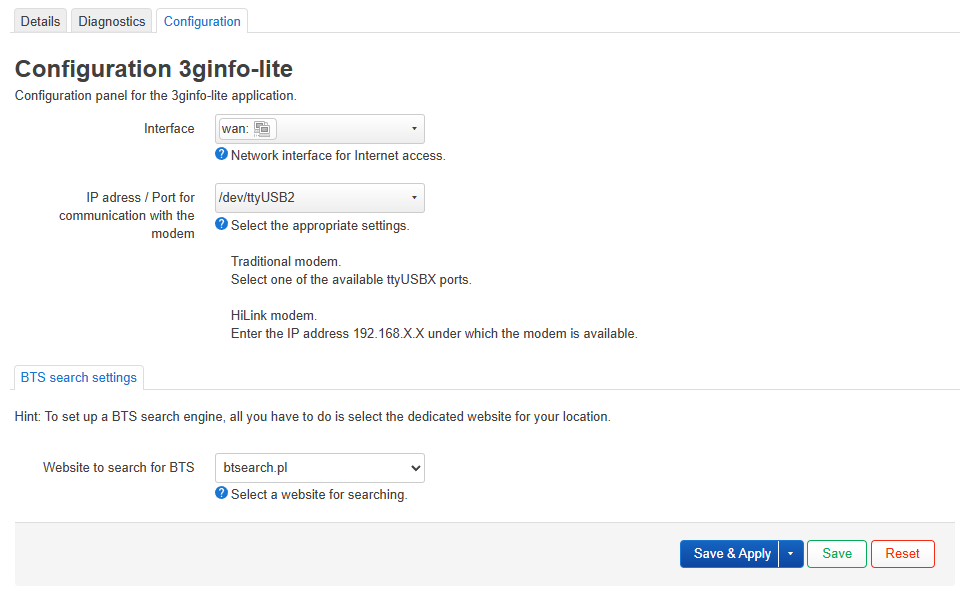 Details Diagnostics Configuration
Configuration 3ginfo-lite
Configuration panel for the 3ginfo-lite application.
Interface
wan:
Network interface for Internet access.
IP adress / Port for
communication with the
modem
/dev/ttyUSB2
Select the appropriate settings.
Traditional modem.
Select one of the available ttyUSBX ports.
HiLink modem.
Enter the IP address 192.168.X.X under which the modem is available.
BTS search settings
Hint: To set up a BTS search engine, all you have to do is select the dedicated website for your location.
Website to search for BTS
btsearch.pl
Select a website for searching.
Save & Apply Save Reset